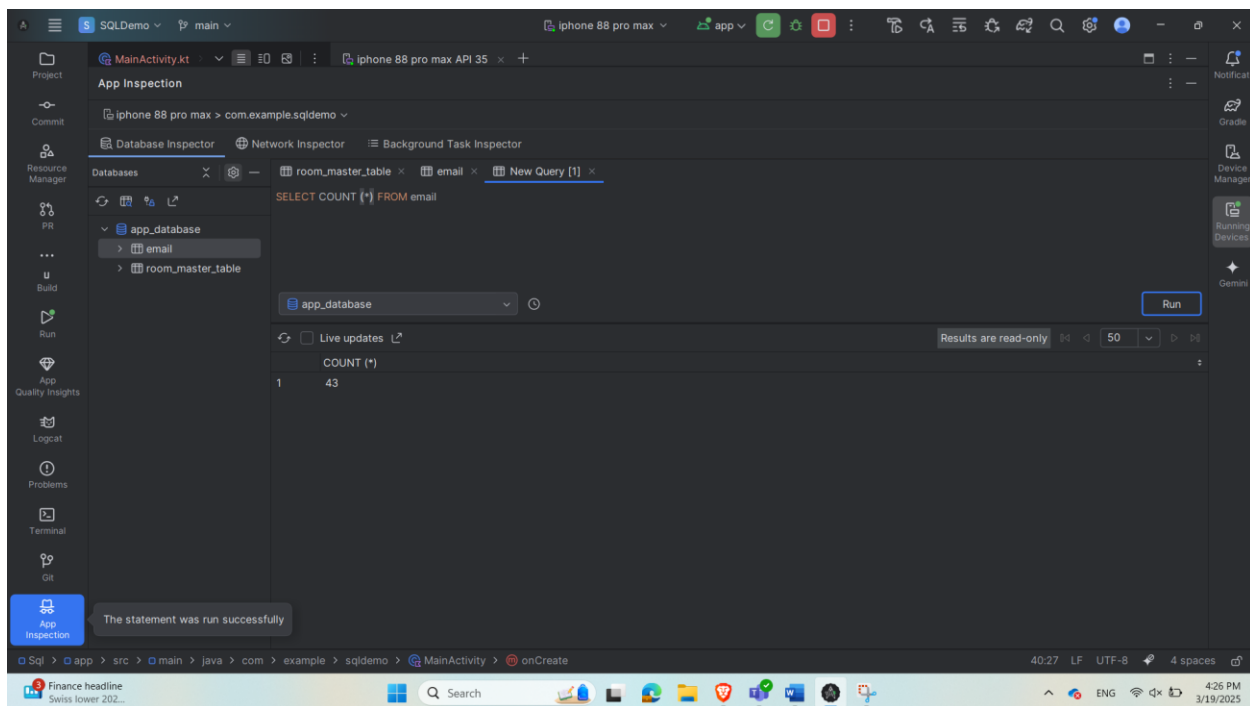 SQLDemo main iphone 88 pro max app
Project
Commit
Resource
Manager
PR
Build
Run
App
Quality Insights
Logcat
Problems
Terminal
Git
App
Inspection
MainActivity.kt iphone 88 pro max API 35
App Inspection
iphone 88 pro max > com.example.sqldemo
Database Inspector Network Inspector Background Task Inspector
Databases
app_database
email
room_master_table
room_master_table email New Query [1]
SELECT COUNT (*) FROM email
app_database Run
Live updates Results are read-only 50
COUNT (*)
1 43
The statement was run successfully
Notificat
Gradle
Device
Manager
Running
Devices
Gemini
Sql > app > src > main > java > com > example > sqldemo > MainActivity > onCreate 40:27 LF UTF-8 4 spaces
Finance headline
Swiss lower 202...
Search
ENG
4:26 PM
3/19/2025